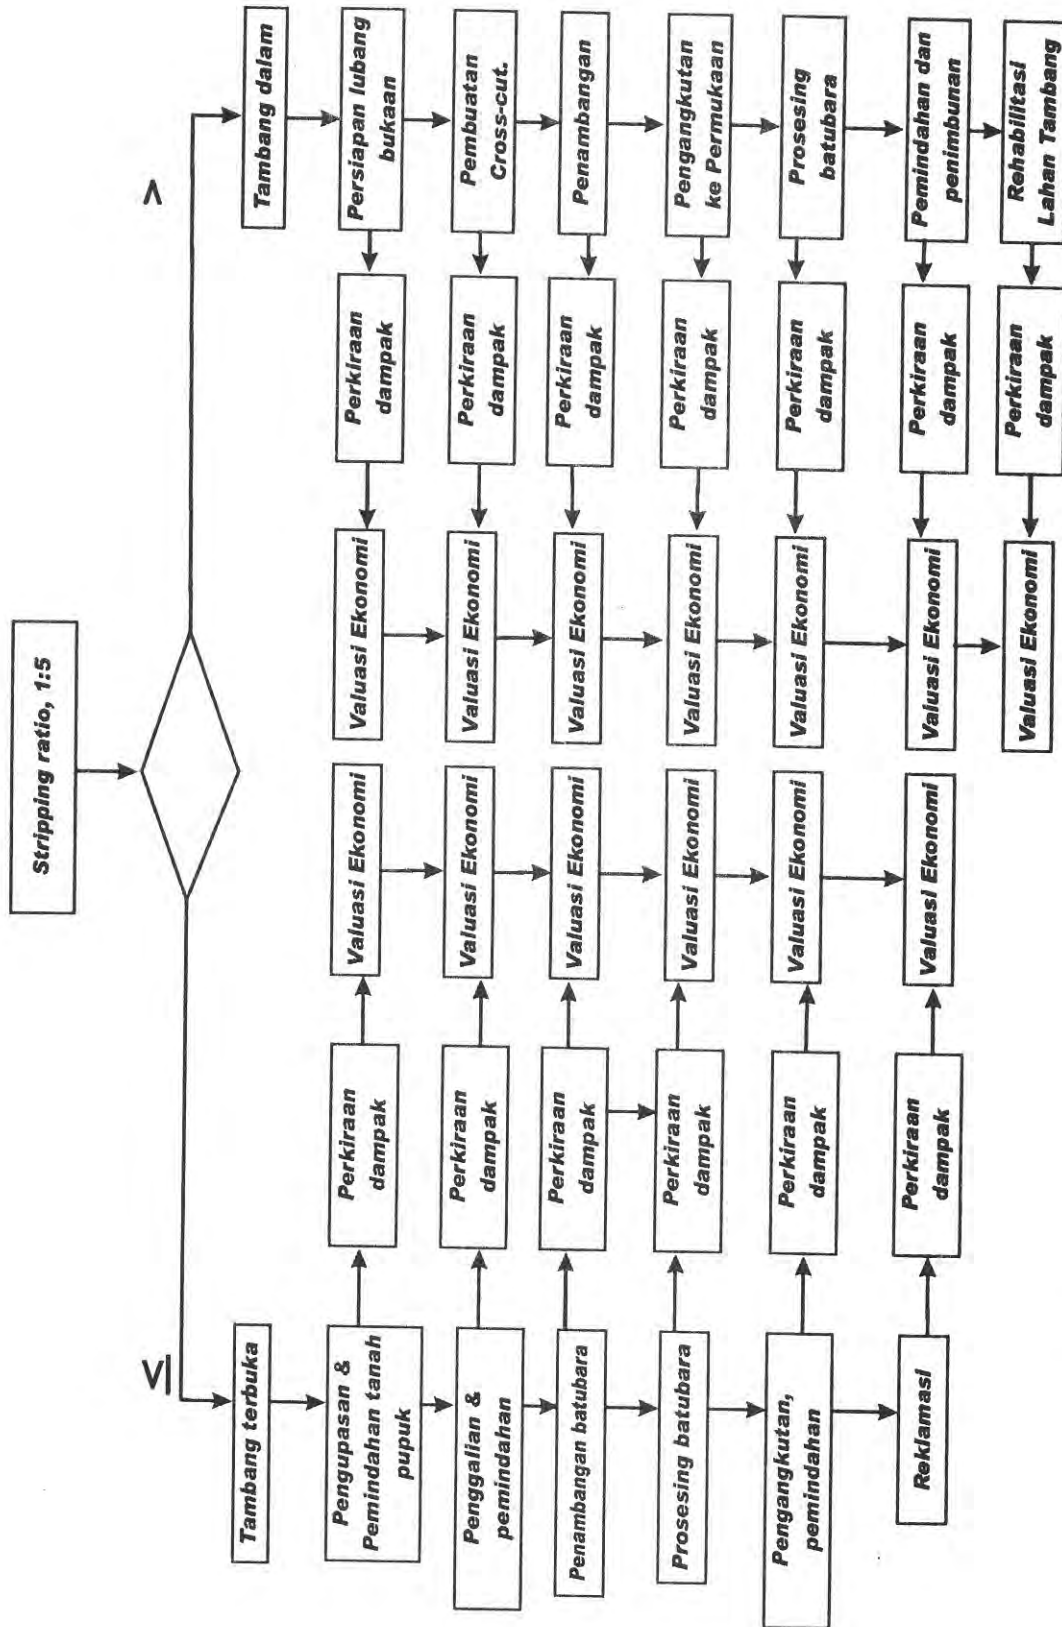 Stripping ratio, 1:5
≤
>
Tambang terbuka
Tambang dalam
Pengupasan &
Pemindahan tanah
pupuk
Perkiraan
dampak
Valuasi Ekonomi
Valuasi Ekonomi
Perkiraan
dampak
Persiapan lubang
bukaan
Penggalian &
pemindahan
Perkiraan
dampak
Valuasi Ekonomi
Valuasi Ekonomi
Perkiraan
dampak
Pembuatan
Cross-cut.
Penambangan batubara
Perkiraan
dampak
Valuasi Ekonomi
Valuasi Ekonomi
Perkiraan
dampak
Penambangan
Prosesing batubara
Perkiraan
dampak
Valuasi Ekonomi
Valuasi Ekonomi
Perkiraan
dampak
Pengangkutan
ke Permukaan
Pengangkutan,
pemindahan
Perkiraan
dampak
Valuasi Ekonomi
Valuasi Ekonomi
Perkiraan
dampak
Prosesing
batubara
Reklamasi
Perkiraan
dampak
Valuasi Ekonomi
Valuasi Ekonomi
Perkiraan
dampak
Pemindahan dan
penimbunan
Valuasi Ekonomi
Perkiraan
dampak
Rehabilitasi
Lahan Tambang